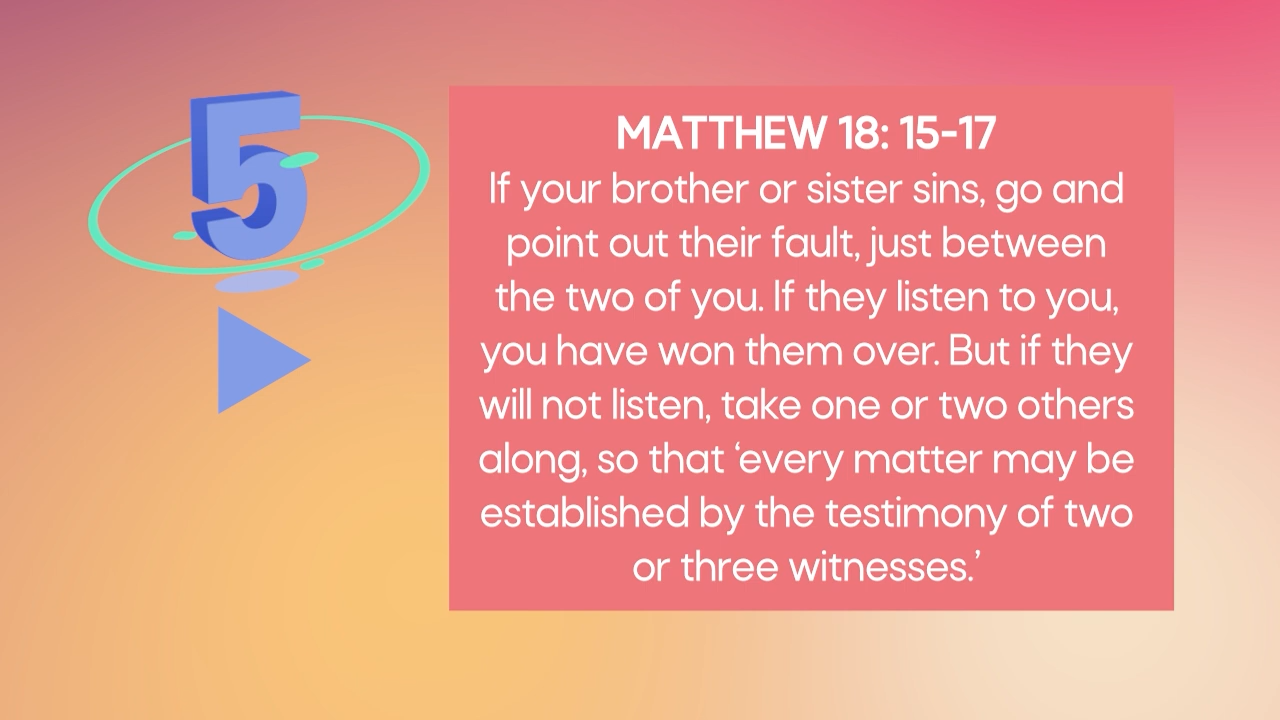 5
MATTHEW 18: 15-17
If your brother or sister sins, go and
point out their fault, just between
the two of you. If they listen to you,
you have won them over. But if they
will not listen, take one or two others
along, so that ‘every matter may be
established by the testimony of two
or three witnesses.’